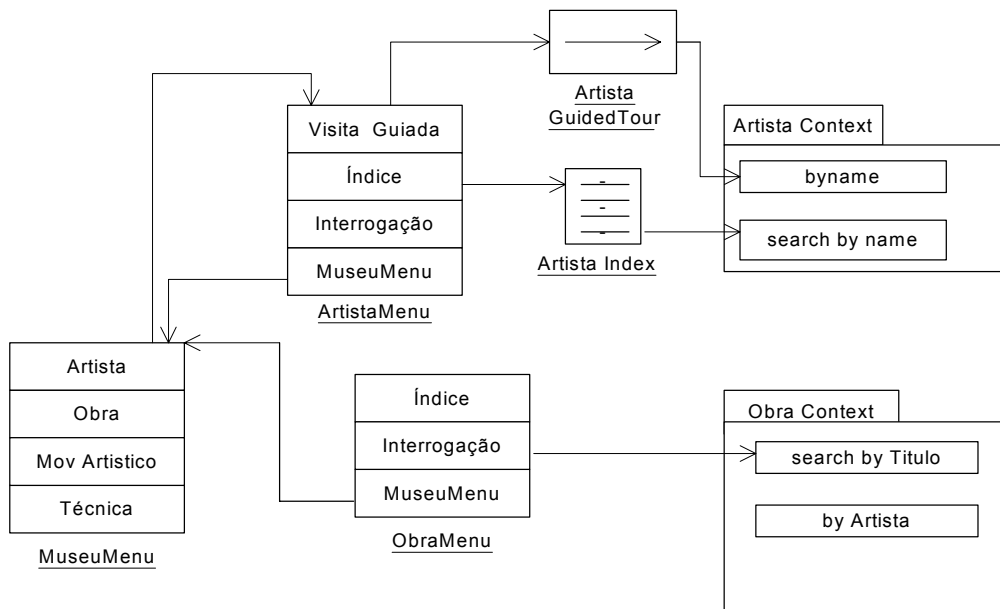 Visita Guiada
Índice
Interrogação
MuseuMenu
ArtistaMenu
Artista
GuidedTour
Artista Index
Artista Context
byname
search by name
Artista
Obra
Mov Artistico
Técnica
MuseuMenu
Índice
Interrogação
MuseuMenu
ObraMenu
Obra Context
search by Titulo
by Artista